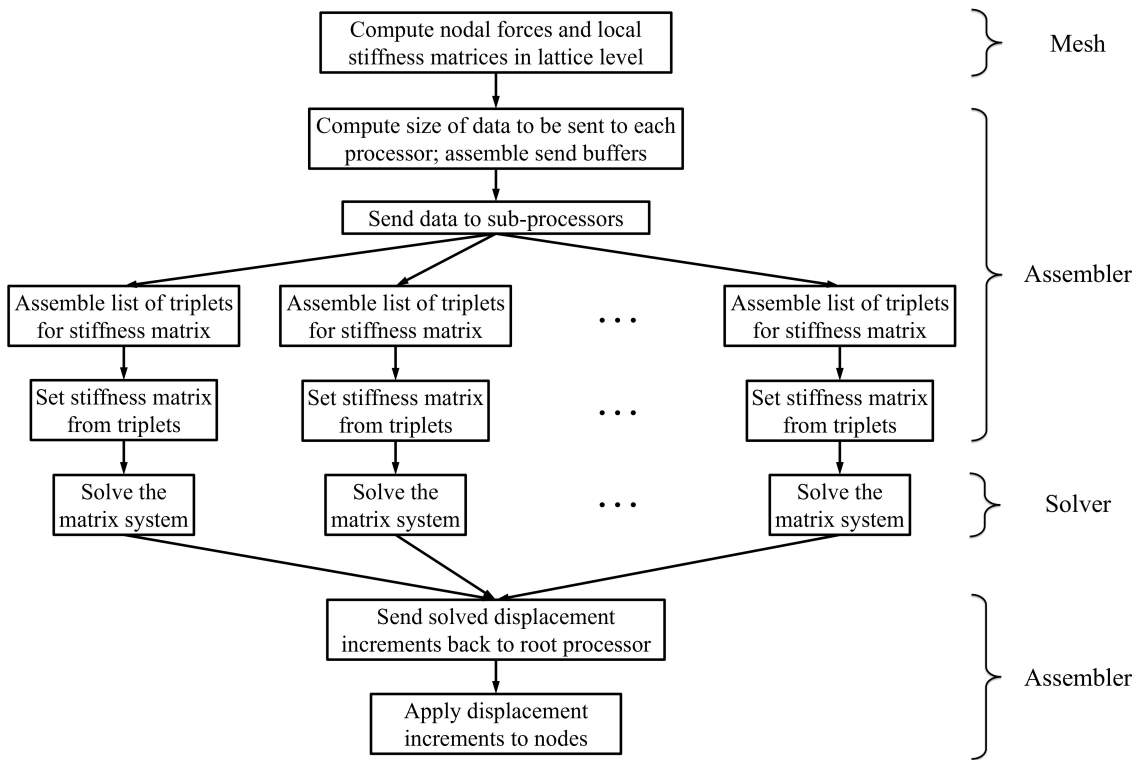 Compute nodal forces and local
stiffness matrices in lattice level
Mesh
Compute size of data to be sent to each
processor; assemble send buffers
Send data to sub-processors
Assembler
Assemble list of triplets
for stiffness matrix
Assemble list of triplets
for stiffness matrix
...
Assemble list of triplets
for stiffness matrix
Set stiffness matrix
from triplets
Set stiffness matrix
from triplets
...
Set stiffness matrix
from triplets
Solve the
matrix system
Solve the
matrix system
...
Solve the
matrix system
Solver
Send solved displacement
increments back to root processor
Assembler
Apply displacement
increments to nodes